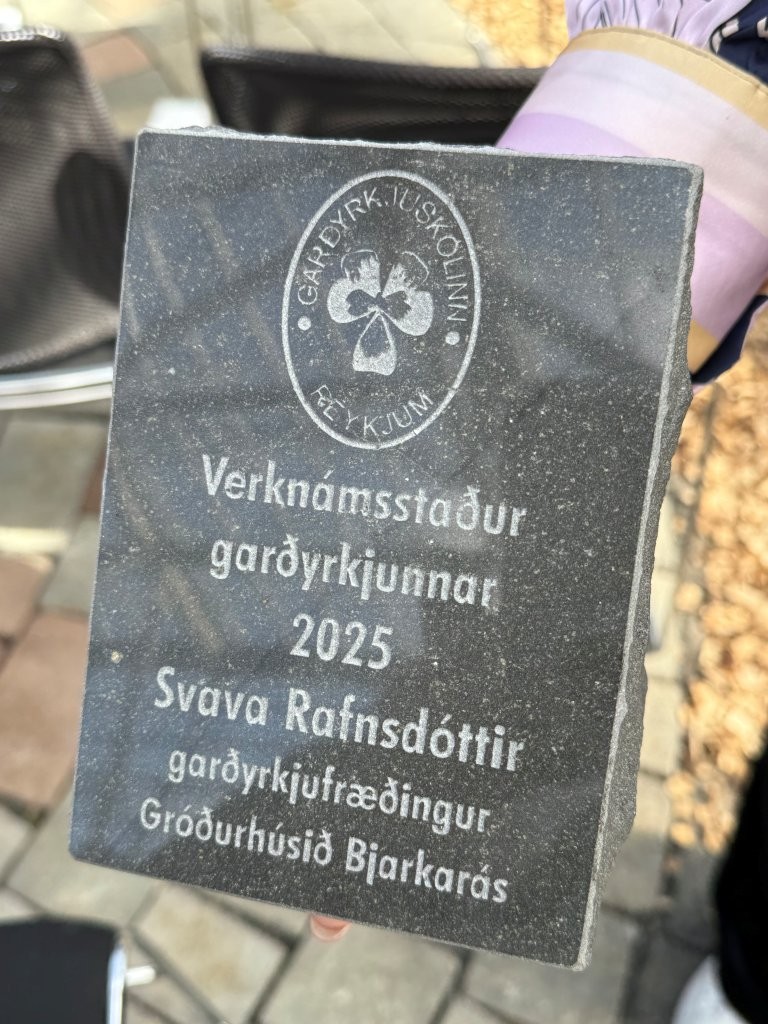 GARÐYRKJUSKÓLINN
REYKJUM
Verknámsstaður
garðyrkjunnar
2025
Svava Rafnsdóttir
garðyrkjufræðingur
Gróðurhúsið Bjarkarás